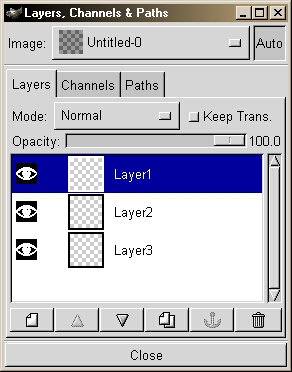 Layers, Channels & Paths
Image: Untitled-0 Auto
Layers Channels Paths
Mode: Normal Keep Trans.
Opacity: 100.0
Layer1
Layer2
Layer3
Close